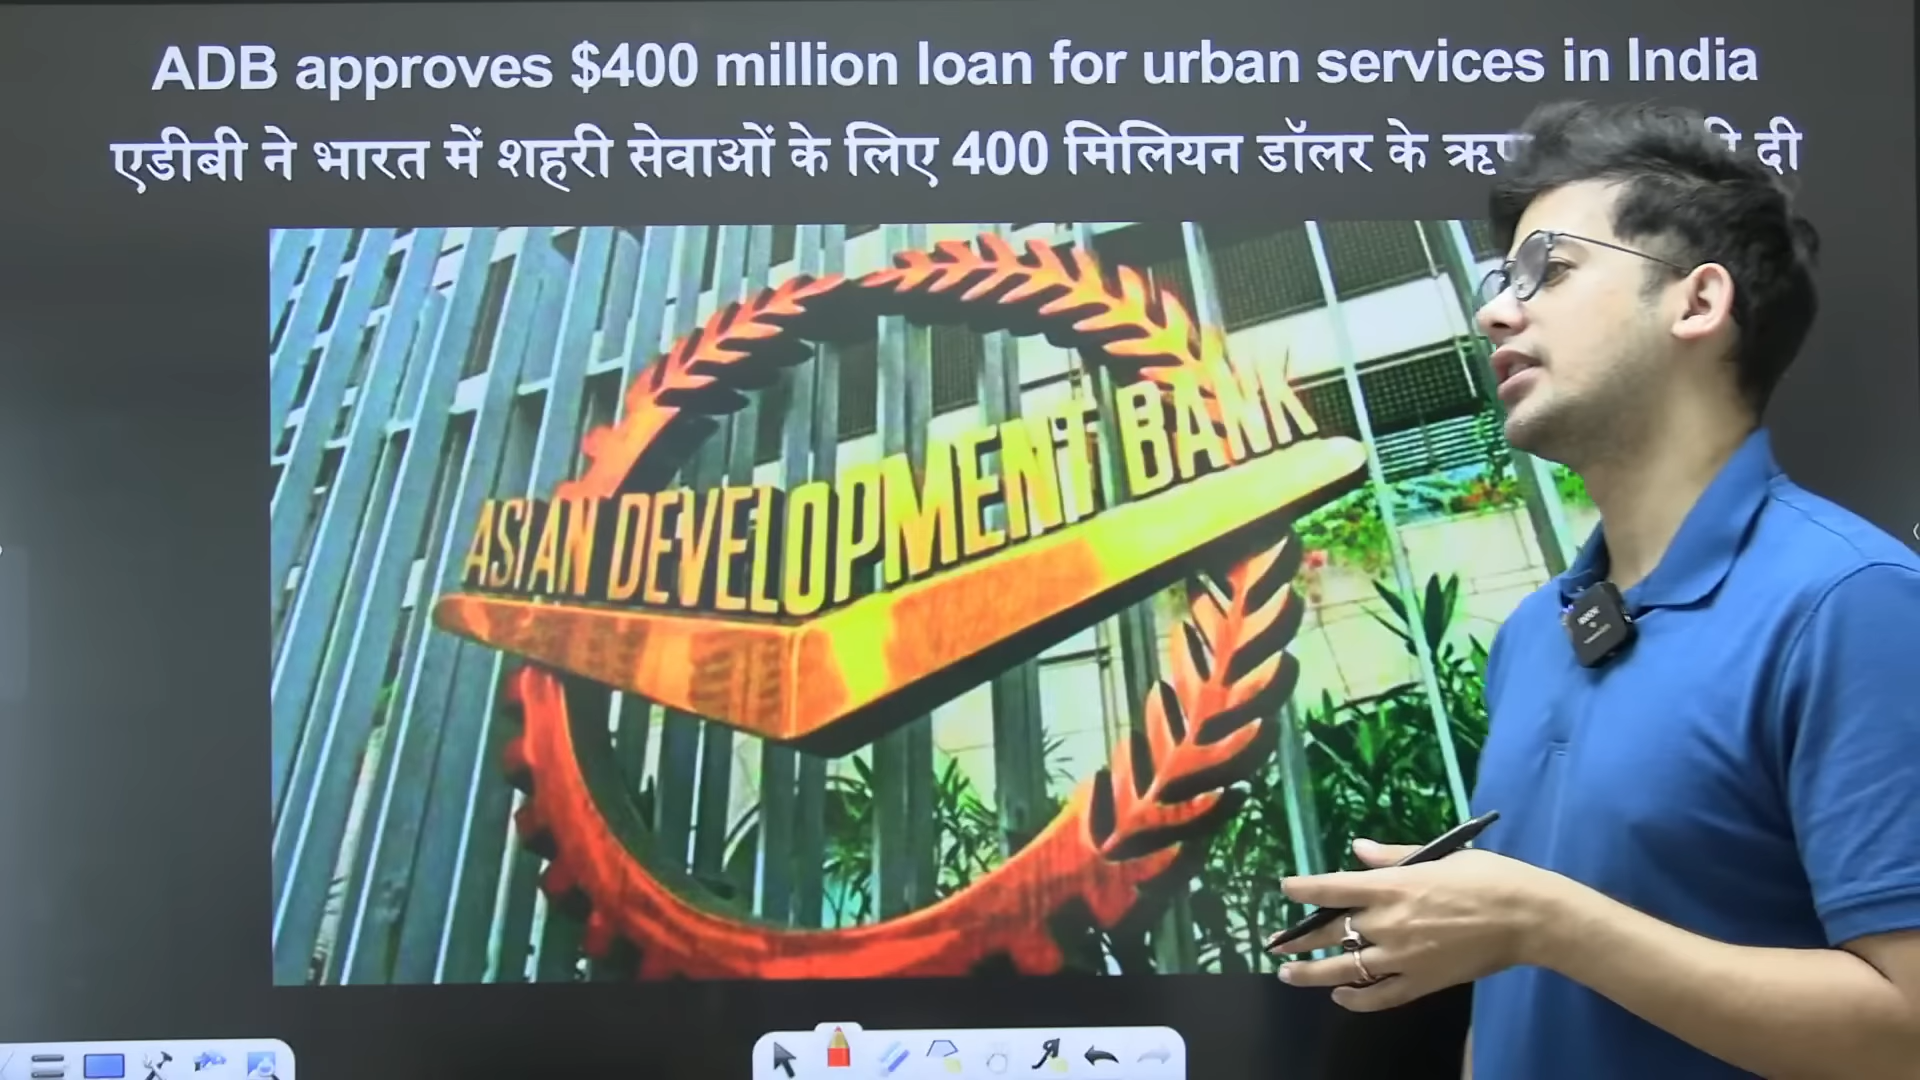 ADB approves $400 million loan for urban services in India
एडीबी ने भारत में शहरी सेवाओं के लिए 400 मिलियन डॉलर के दी
ASIAN DEVELOPMENT BANK